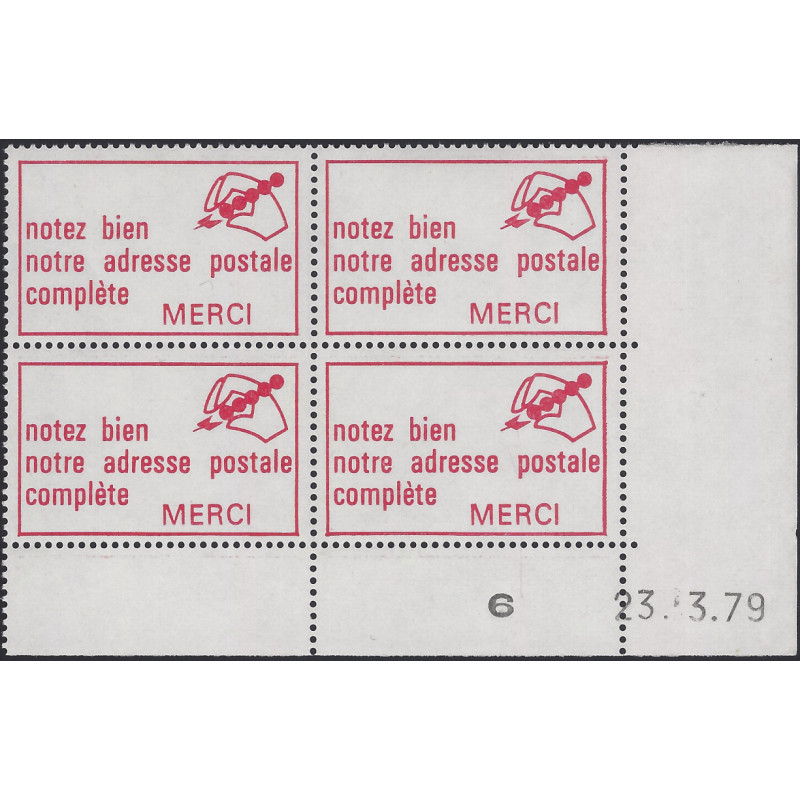 notez bien
notre adresse postale
complète
MERCI
notez bien
notre adresse postale
complète
MERCI
notez bien
notre adresse postale
complète
MERCI
notez bien
notre adresse postale
complète
MERCI
6
23. 3.79